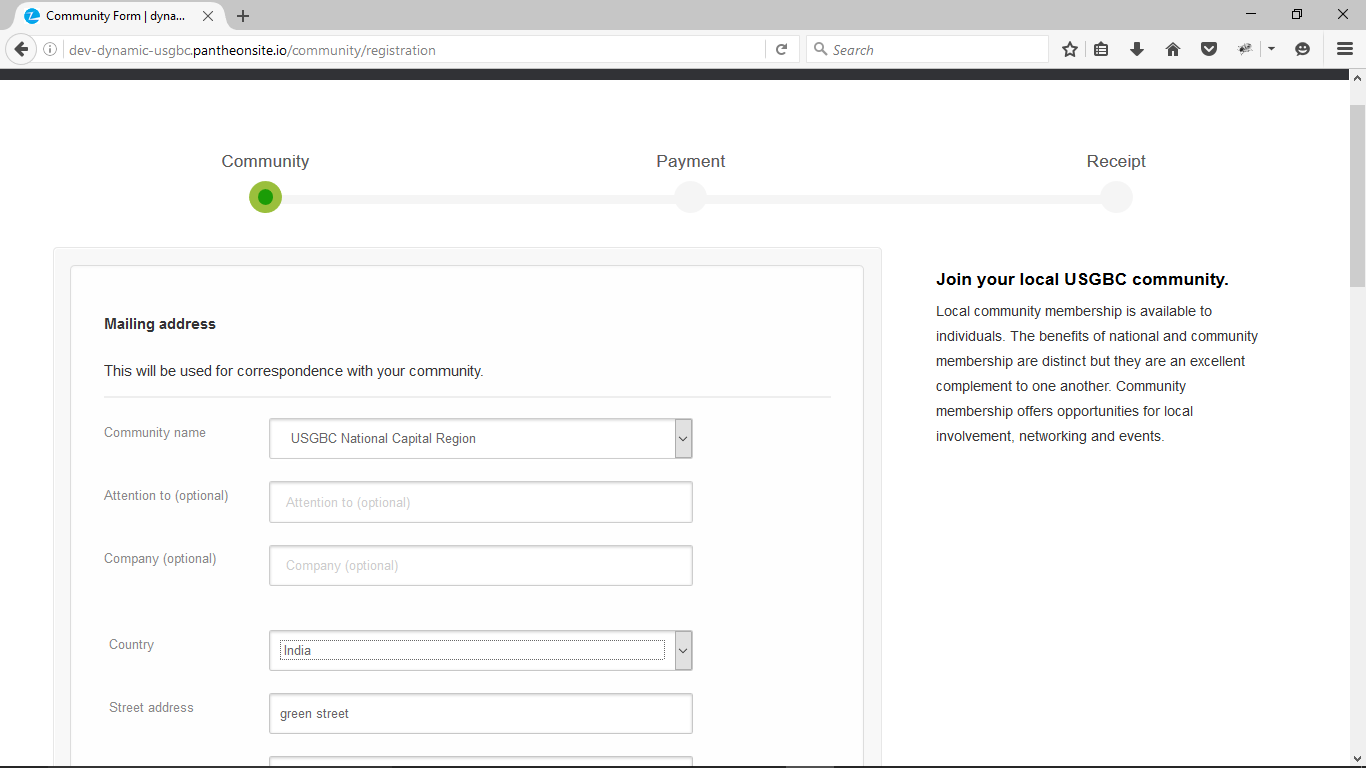 Community Form | dyna...
dev-dynamic-usgbc.pantheonsite.io/community/registration
Search
Community
Payment
Receipt
Mailing address
This will be used for correspondence with your community.
Community name
USGBC National Capital Region
Attention to (optional)
Attention to (optional)
Company (optional)
Company (optional)
Country
India
Street address
green street
Join your local USGBC community.
Local community membership is available to
individuals. The benefits of national and community
membership are distinct but they are an excellent
complement to one another. Community
membership offers opportunities for local
involvement, networking and events.